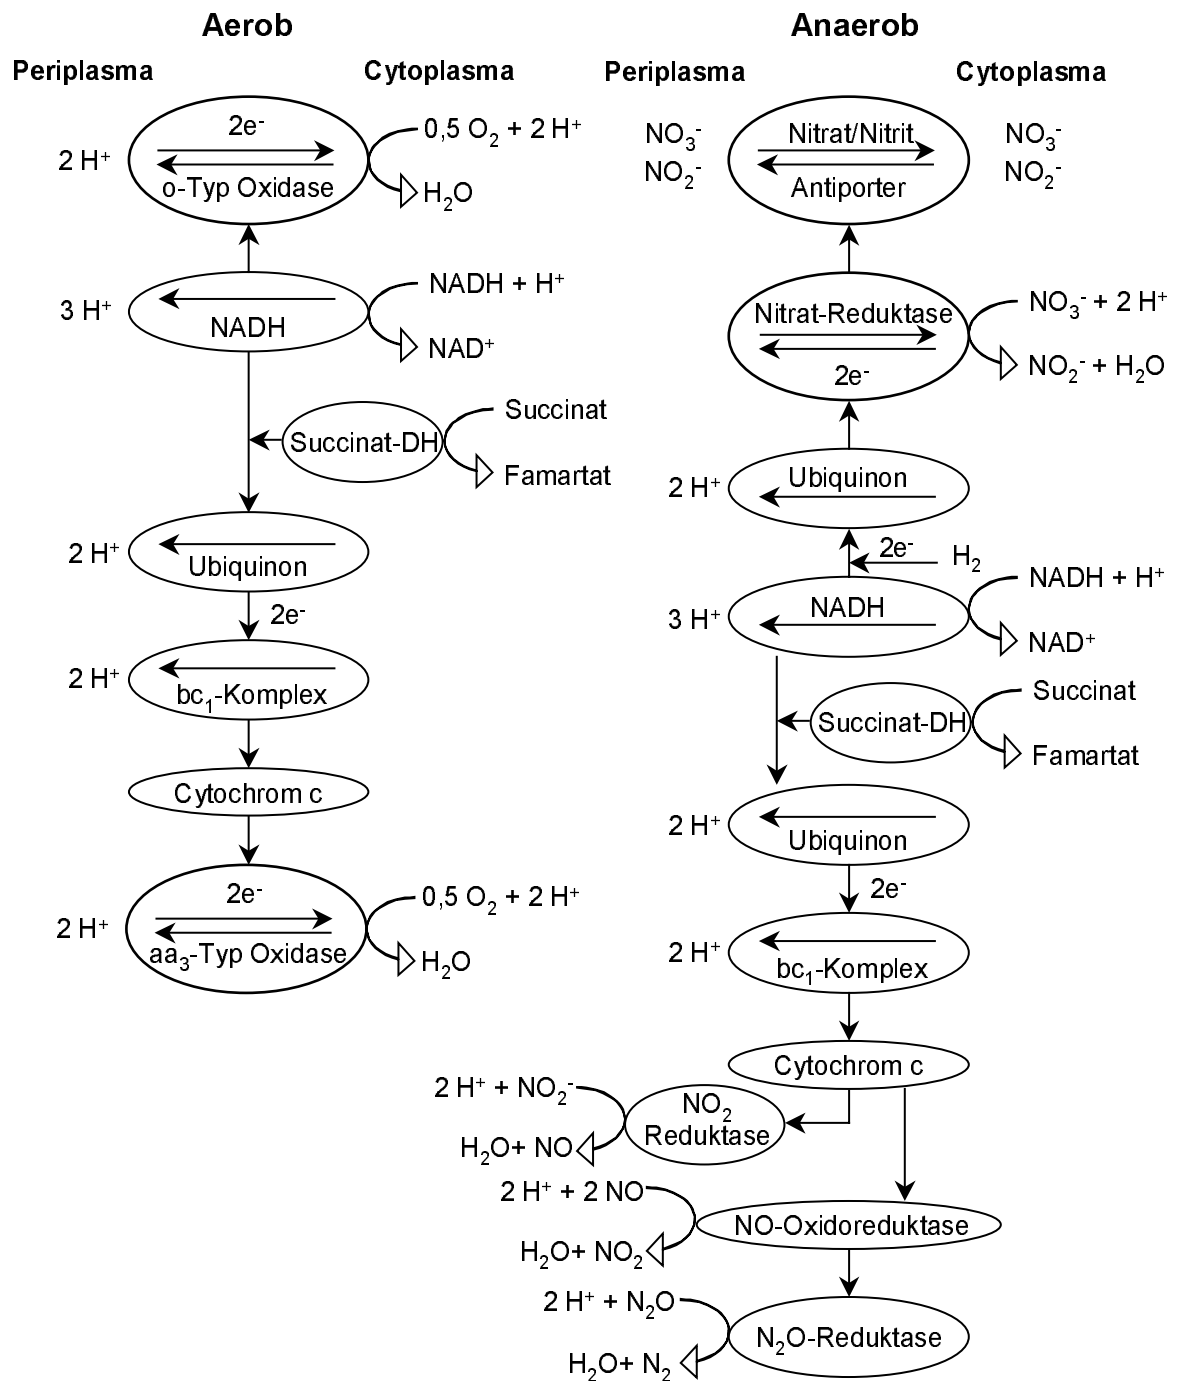 Aerob
Periplasma
Cytoplasma
2 H⁺
2e⁻
o-Typ Oxidase
0,5 O₂ + 2 H⁺
H₂O
3 H⁺
NADH
NADH + H⁺
NAD⁺
Succinat-DH
Succinat
Famartat
2 H⁺
Ubiquinon
2e⁻
2 H⁺
bc₁-Komplex
Cytochrom c
2 H⁺
2e⁻
aa₃-Typ Oxidase
0,5 O₂ + 2 H⁺
H₂O
Anaerob
Periplasma
Cytoplasma
NO₃⁻
NO₂⁻
Nitrat/Nitrit
Antiporter
NO₃⁻
NO₂⁻
Nitrat-Reduktase
2e⁻
NO₃⁻ + 2 H⁺
NO₂⁻ + H₂O
2 H⁺
Ubiquinon
2e⁻
H₂
3 H⁺
NADH
NADH + H⁺
NAD⁺
Succinat-DH
Succinat
Famartat
2 H⁺
Ubiquinon
2e⁻
2 H⁺
bc₁-Komplex
Cytochrom c
2 H⁺ + NO₂⁻
H₂O+ NO
NO₂
Reduktase
2 H⁺ + 2 NO
H₂O+ NO₂
NO-Oxidoreduktase
2 H⁺ + N₂O
H₂O+ N₂
N₂O-Reduktase